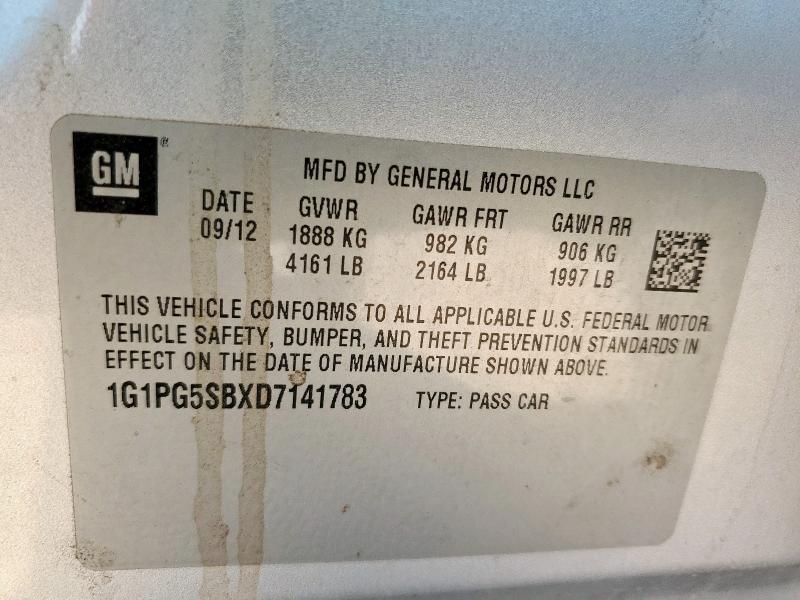 GM®
MFD BY GENERAL MOTORS LLC
DATE GVWR GAWR FRT GAWR RR
09/12 1888 KG 982 KG 906 KG
4161 LB 2164 LB 1997 LB
THIS VEHICLE CONFORMS TO ALL APPLICABLE U.S. FEDERAL MOTOR
VEHICLE SAFETY, BUMPER, AND THEFT PREVENTION STANDARDS IN
EFFECT ON THE DATE OF MANUFACTURE SHOWN ABOVE.
1G1PG5SBXD7141783 TYPE: PASS CAR